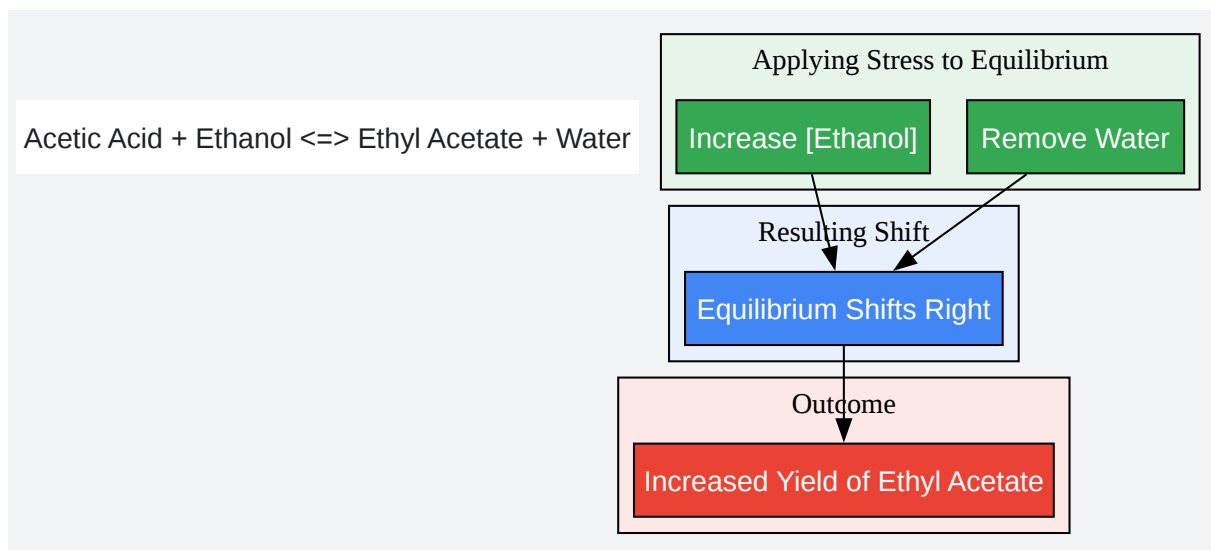 Applying Stress to Equilibrium
Acetic Acid + Ethanol <=> Ethyl Acetate + Water
Increase [Ethanol]
Remove Water
Resulting Shift
Equilibrium Shifts Right
Outcome
Increased Yield of Ethyl Acetate